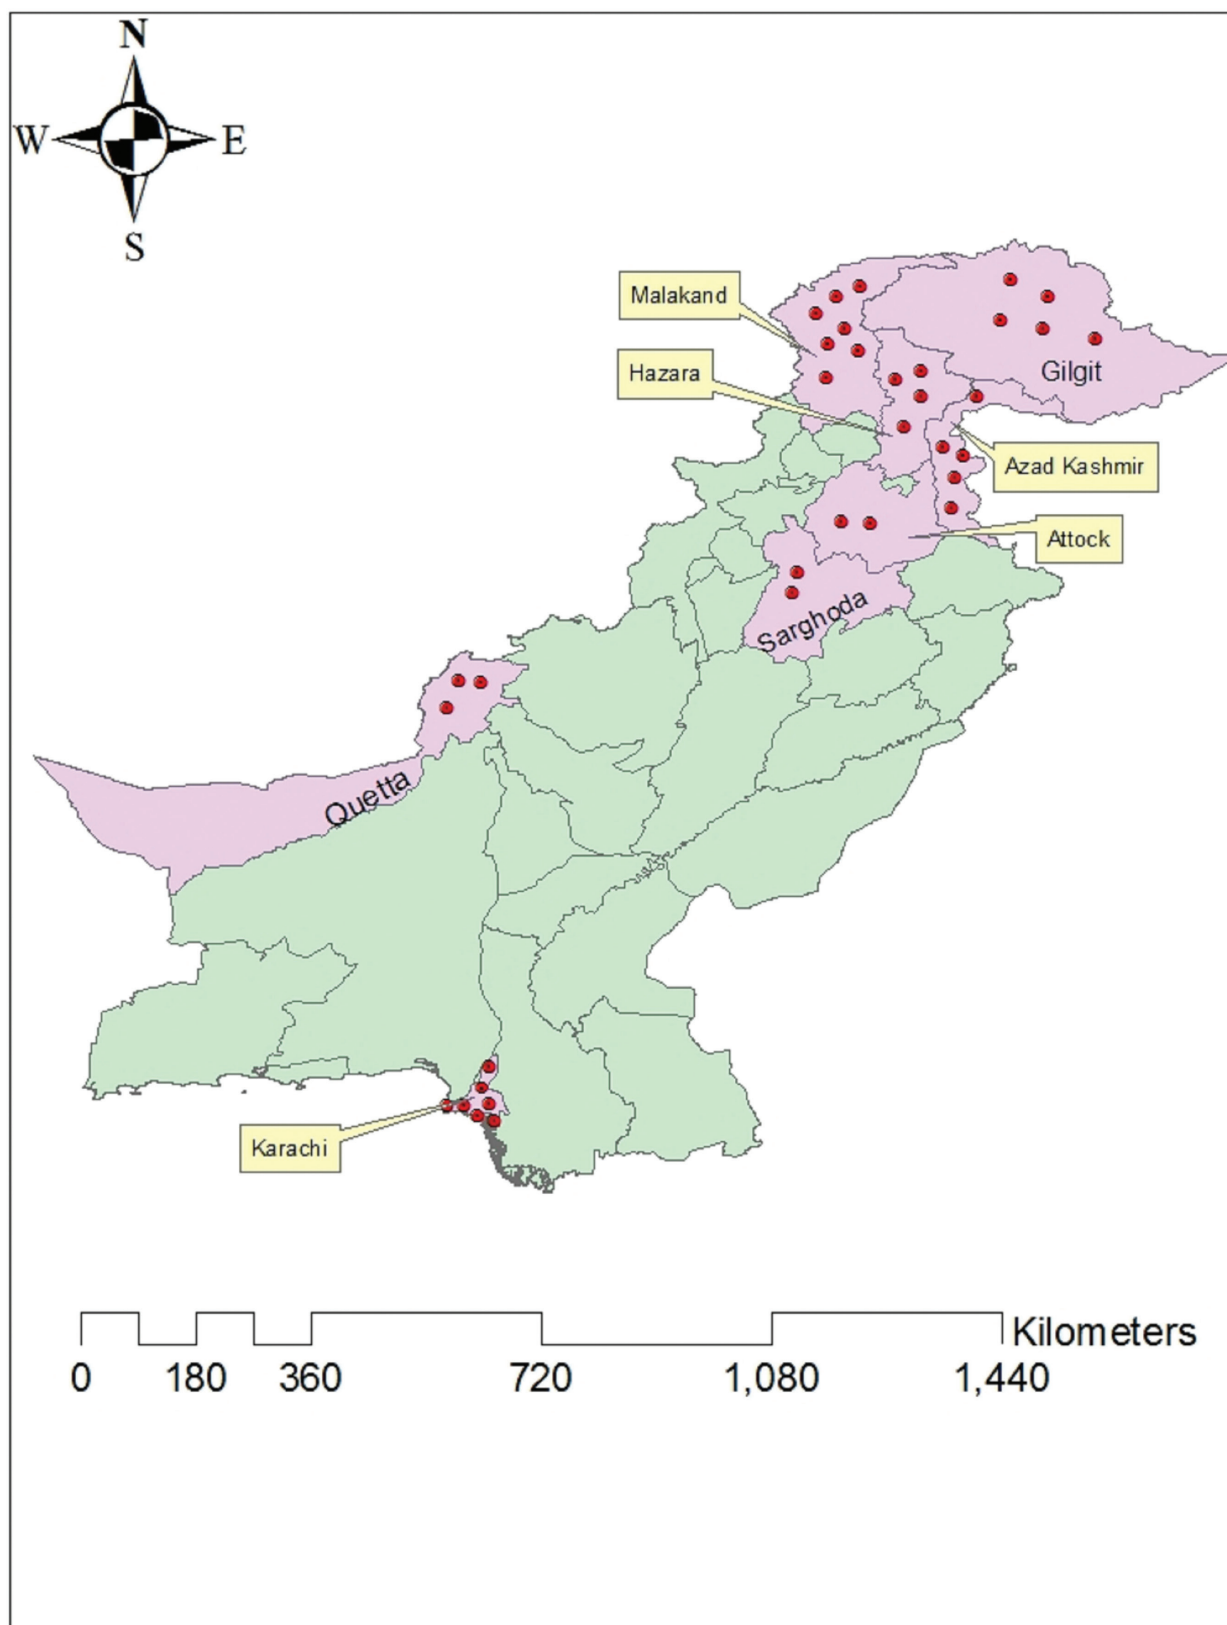 N
W E
S
Malakand
Hazara
Gilgit
Azad Kashmir
Attock
Sarghoda
Quetta
Karachi
Kilometers
0 180 360 720 1,080 1,440